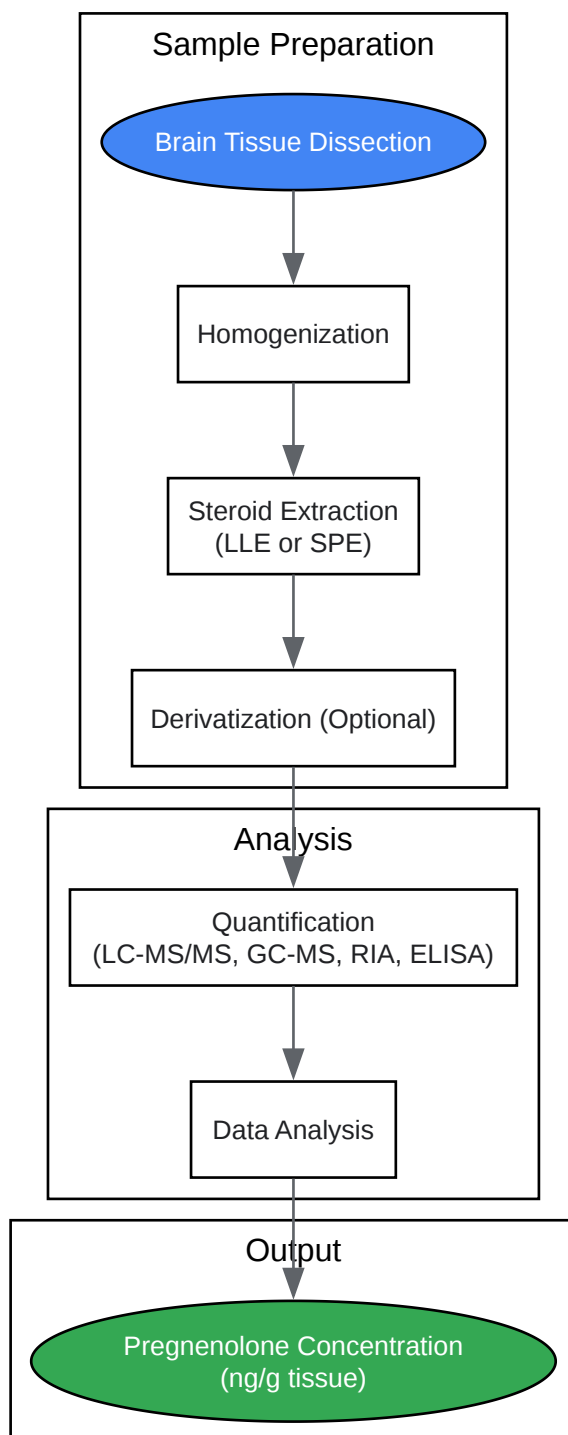 Sample Preparation
Brain Tissue Dissection
Homogenization
Steroid Extraction
(LLE or SPE)
Derivatization (Optional)
Analysis
Quantification
(LC-MS/MS, GC-MS, RIA, ELISA)
Data Analysis
Output
Pregnenolone Concentration
(ng/g tissue)